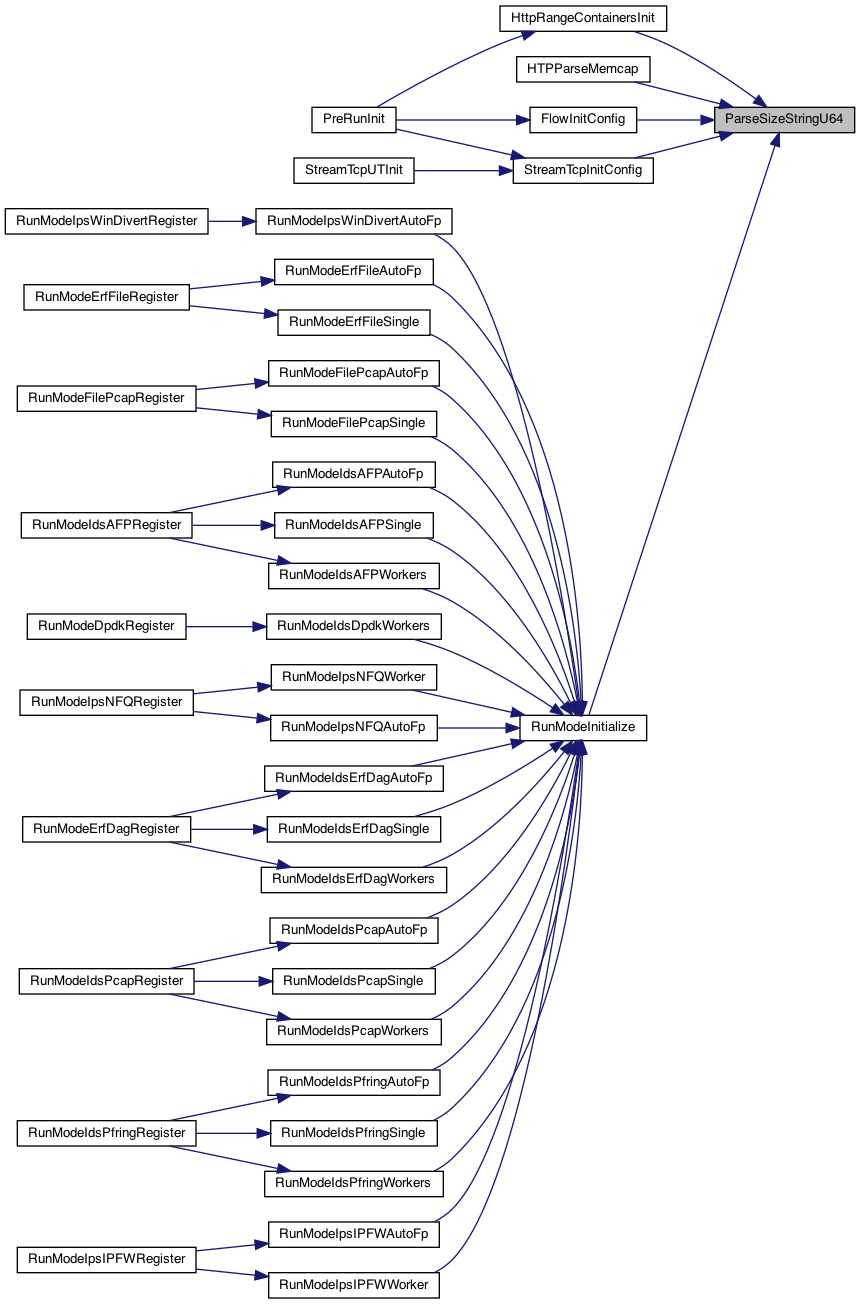 HttpRangeContainersInit
HTPParseMemcap
PreRunInit
FlowInitConfig
ParseSizeStringU64
StreamTcpUTInit
StreamTcpInitConfig
RunModeIpsWinDivertRegister
RunModeIpsWinDivertAutoFp
RunModeErfFileAutoFp
RunModeErfFileRegister
RunModeErfFileSingle
RunModeFilePcapAutoFp
RunModeFilePcapRegister
RunModeFilePcapSingle
RunModeIdsAFPAutoFp
RunModeIdsAFPRegister
RunModeIdsAFPSingle
RunModeIdsAFPWorkers
RunModeDpdkRegister
RunModeIdsDpdkWorkers
RunModeIpsNFQWorker
RunModeIpsNFQRegister
RunModeIpsNFQAutoFp
RunModeInitialize
RunModeIdsErfDagAutoFp
RunModeErfDagRegister
RunModeIdsErfDagSingle
RunModeIdsErfDagWorkers
RunModeIdsPcapAutoFp
RunModeIdsPcapRegister
RunModeIdsPcapSingle
RunModeIdsPcapWorkers
RunModeIdsPfringAutoFp
RunModeIdsPfringRegister
RunModeIdsPfringSingle
RunModeIdsPfringWorkers
RunModeIpsIPFWAutoFp
RunModeIpsIPFWRegister
RunModeIpsIPFWWorker